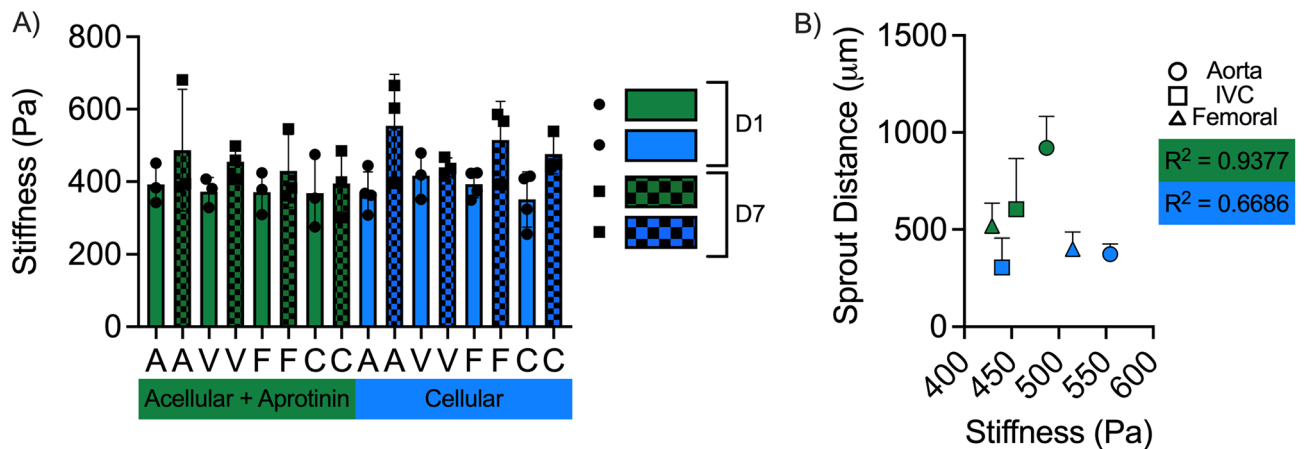 A)
Stiffness (Pa)
800
600
400
200
0
A A V V F F C C A A V V F F C C
Acellular + Aprotinin
Cellular
D1
D7
B)
Sprout Distance (μm)
1500
1000
500
0
400
450
500
550
600
Stiffness (Pa)
Aorta
IVC
Femoral
R² = 0.9377
R² = 0.6686